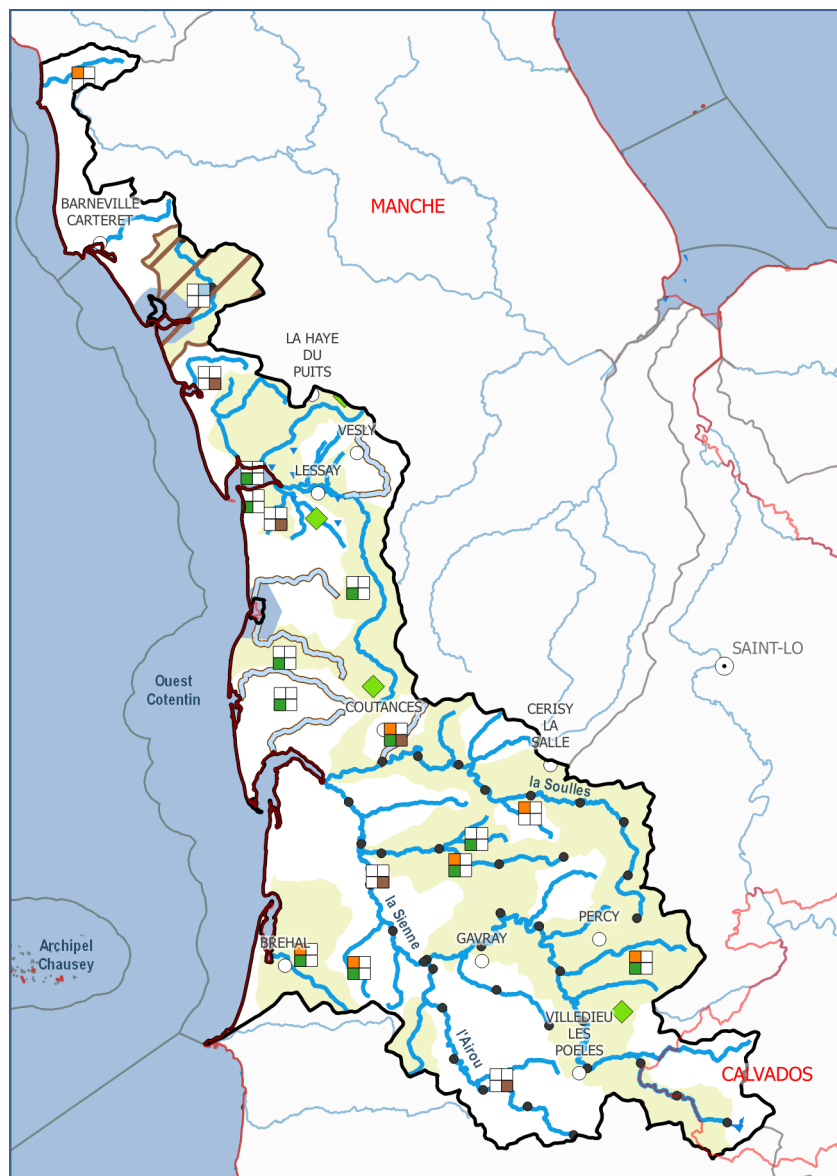 BARNEVILLE
CARTERET
MANCHE
LA HAYE
DU
PUITS
VESLY
LESSAY
SAINT-LO
Ouest
Cotentin
COUTANCES
CERISY
LA
SALLE
la Soulles
la Sienne
PERCY
GAVRAY
BREHAL
Archipel
Chausey
VILLEDIEU
LES
POELES
l'Airou
CALVADOS